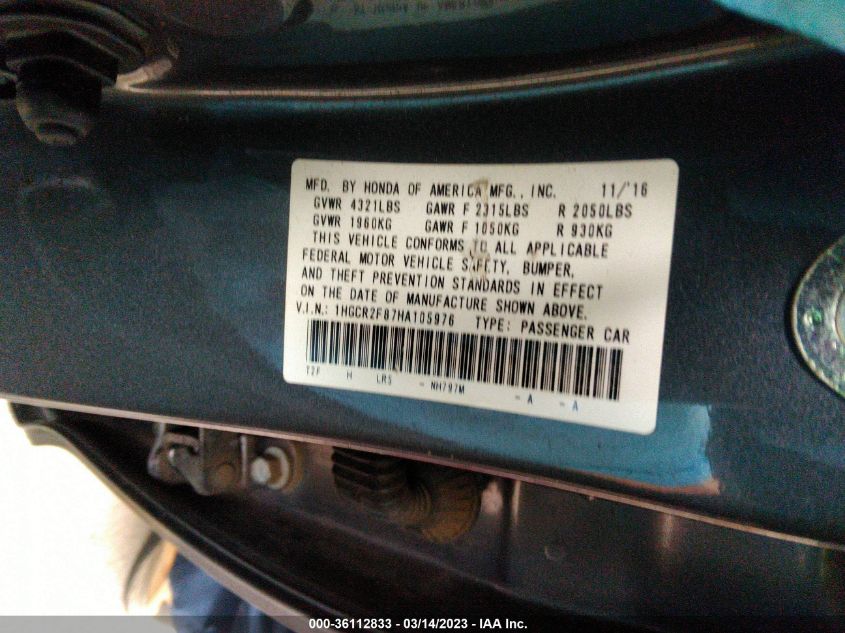 MFD. BY HONDA OF AMERICA MFG., INC. 11/'16
GVWR 4321LBS GAWR F 2315LBS R 2050LBS
GVWR 1960KG GAWR F 1050KG R 930KG
THIS VEHICLE CONFORMS TO ALL APPLICABLE
FEDERAL MOTOR VEHICLE SAFETY, BUMPER,
AND THEFT PREVENTION STANDARDS IN EFFECT
ON THE DATE OF MANUFACTURE SHOWN ABOVE.
V.I.N.: 1HGCR2F87HA105976 TYPE: PASSENGER CAR
T2F H LR5 - NH797M - A - A
000-36112833 / 03/14/2023 - IAA Inc.